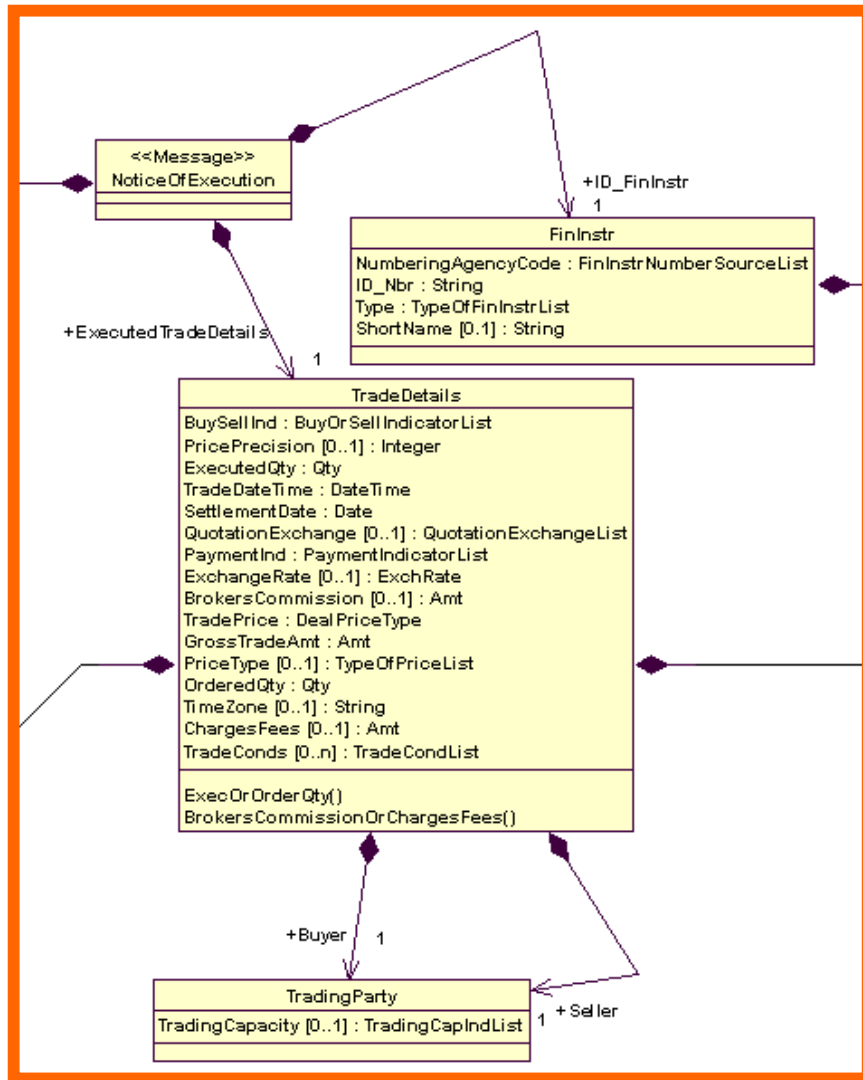 <<Message>>
NoticeOfExecution
+ID_FinInstr
1
FinInstr
NumberingAgencyCode : FinInstrNumberSourceList
ID_Nbr : String
Type : TypeOfFinInstrList
ShortName [0.1] : String
+ExecutedTradeDetails
1
TradeDetails
BuySellInd : BuyOrSellIndicatorList
PricePrecision [0..1] : Integer
ExecutedQty : Qty
TradeDateTime : DateTime
SettlementDate : Date
QuotationExchange [0..1] : QuotationExchangeList
PaymentInd : PaymentIndicatorList
ExchangeRate [0..1] : ExchRate
BrokersCommission [0..1] : Amt
TradePrice : DealPriceType
GrossTradeAmt : Amt
PriceType [0..1] : TypeOfPriceList
OrderedQty : Qty
TimeZone [0..1] : String
ChargesFees [0..1] : Amt
TradeConds [0..n] : TradeCondList
ExecOrOrderQty()
BrokersCommissionOrChargesFees()
+Buyer
1
TradingParty
TradingCapacity [0..1] : TradingCapIndList
1
+Seller